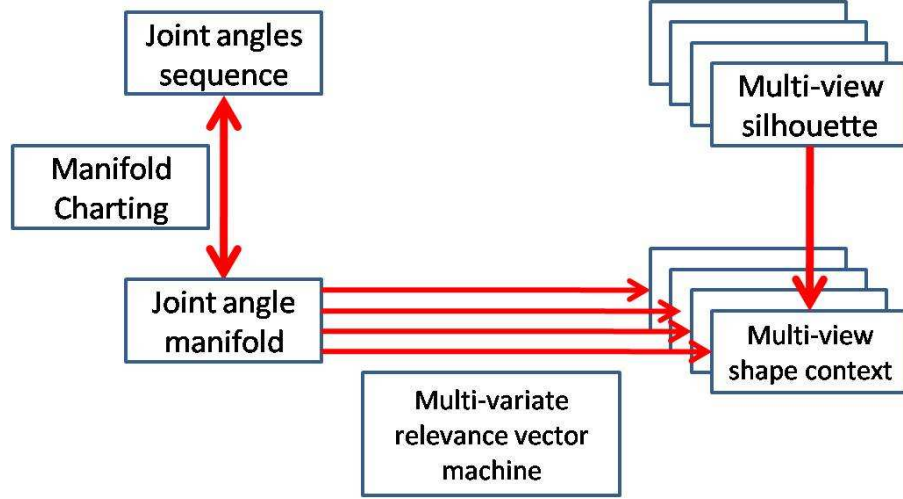 Joint angles
sequence
Multi-view
silhouette
Manifold
Charting
Joint angle
manifold
Multi-view
shape context
Multi-variate
relevance vector
machine